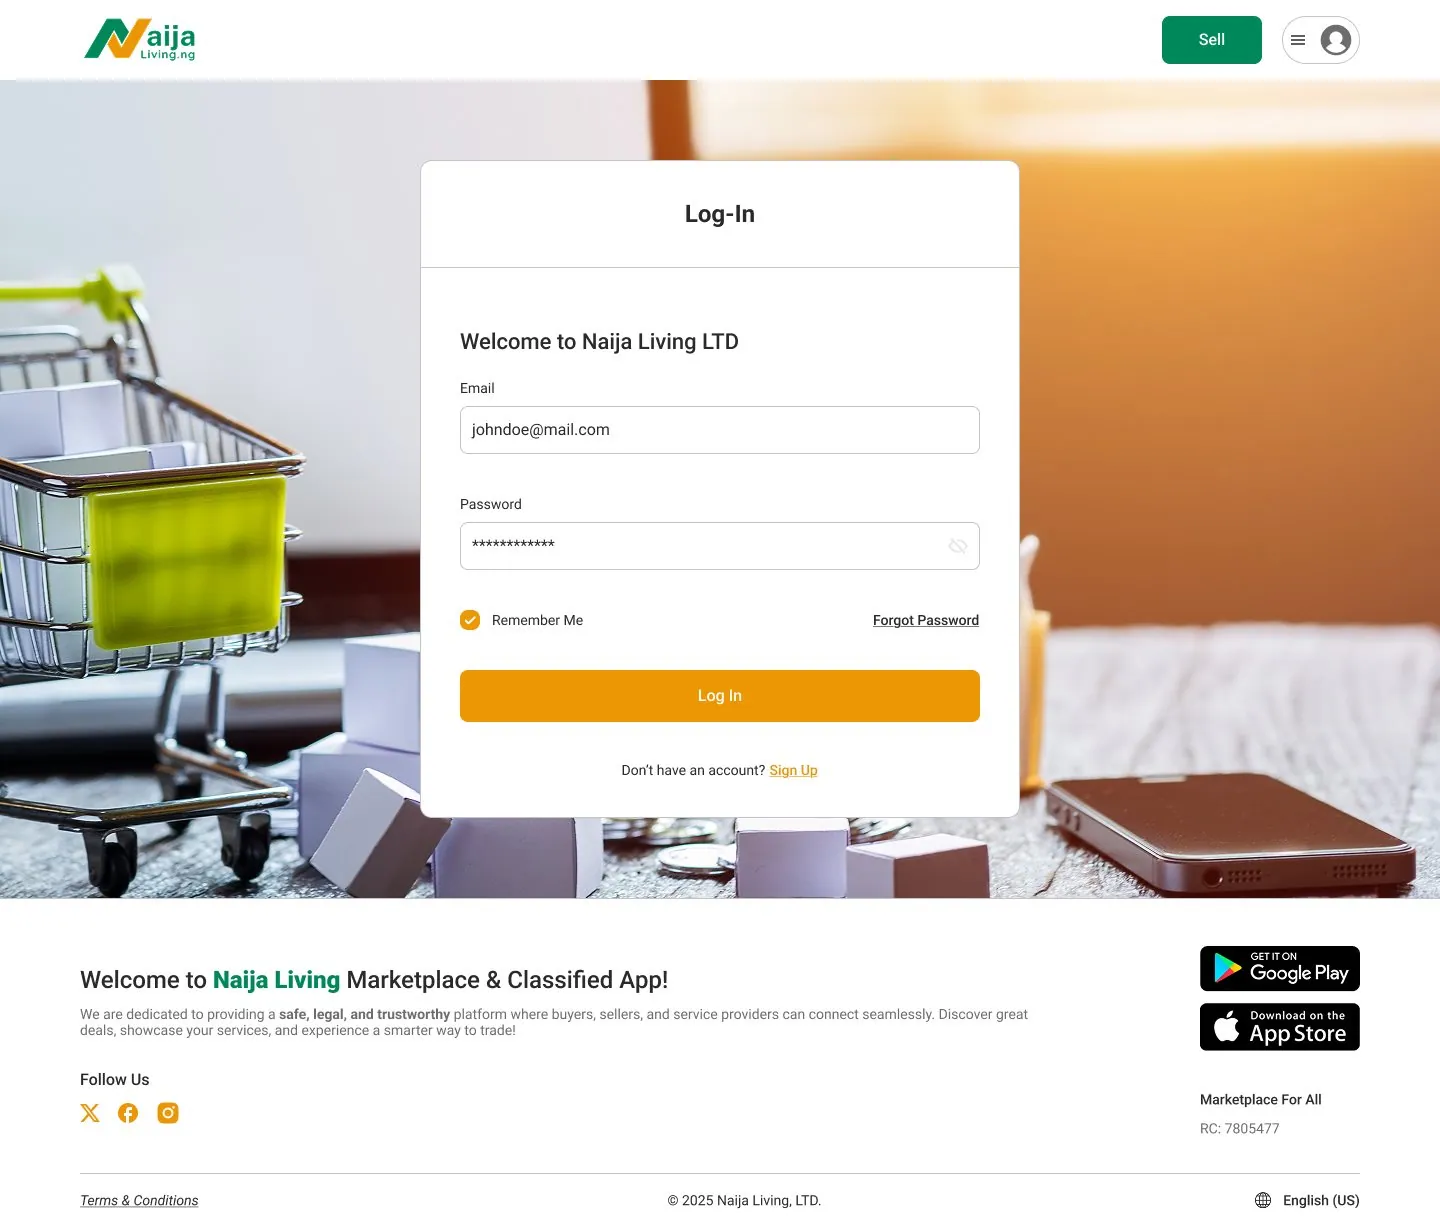 Naija
Living.ng
Sell
Log-In
Welcome to Naija Living LTD
Email
johndoe@mail.com
Password
************
Remember Me
Forgot Password
Log In
Don't have an account? Sign Up
Welcome to Naija Living Marketplace & Classified App!
We are dedicated to providing a safe, legal, and trustworthy platform where buyers, sellers, and service providers can connect seamlessly. Discover great
deals, showcase your services, and experience a smarter way to trade!
Follow Us
GET IT ON
Google Play
Download on the
App Store
Marketplace For All
RC: 7805477
Terms & Conditions
© 2025 Naija Living, LTD.
English (US)